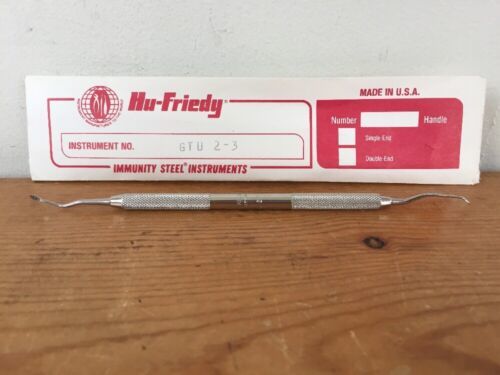 Hu-Friedy®
INSTRUMENT NO. GTU 2-3
IMMUNITY STEEL® INSTRUMENTS
MADE IN U.S.A.
Number Handle
Single End
Double End